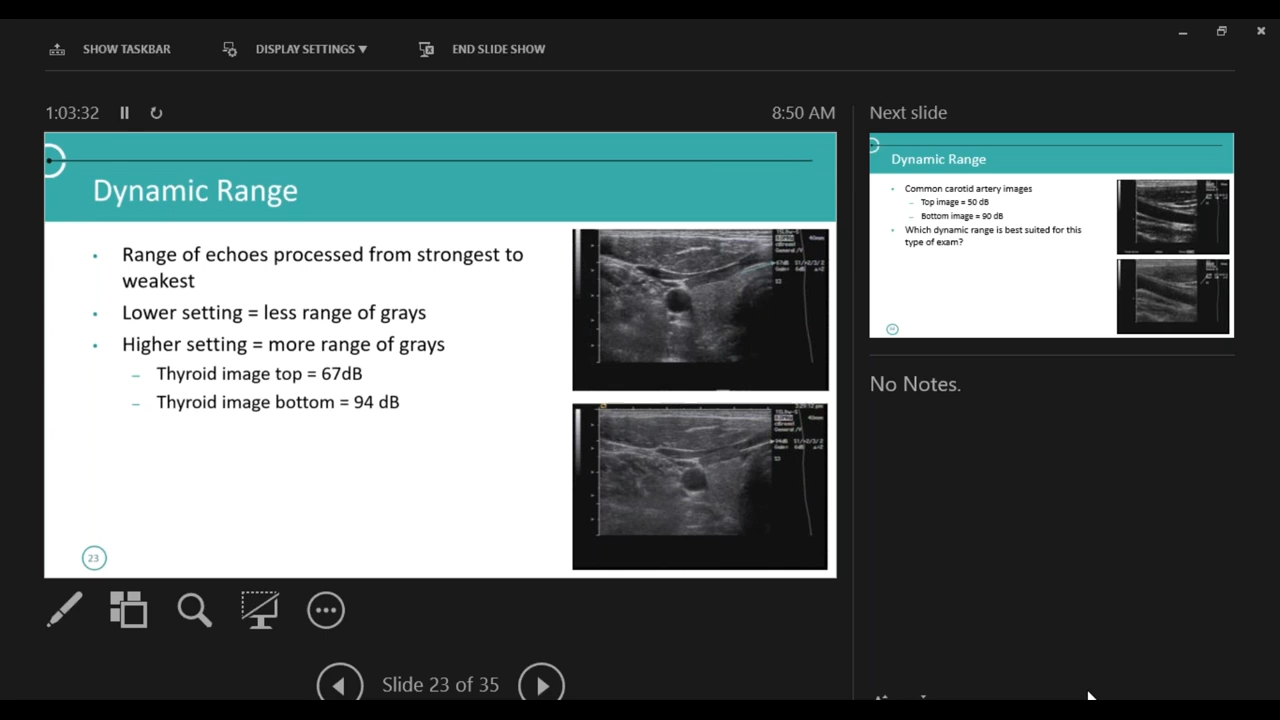 SHOW TASKBAR
DISPLAY SETTINGS ▼
END SLIDE SHOW
1:03:32
8:50 AM
Dynamic Range
• Range of echoes processed from strongest to
weakest
• Lower setting = less range of grays
• Higher setting = more range of grays
– Thyroid image top = 67dB
– Thyroid image bottom = 94 dB
23
Slide 23 of 35
Next slide
Dynamic Range
• Common carotid artery images
– Top image = 50 dB
– Bottom image = 90 dB
• Which dynamic range is best suited for this
type of exam?
No Notes.